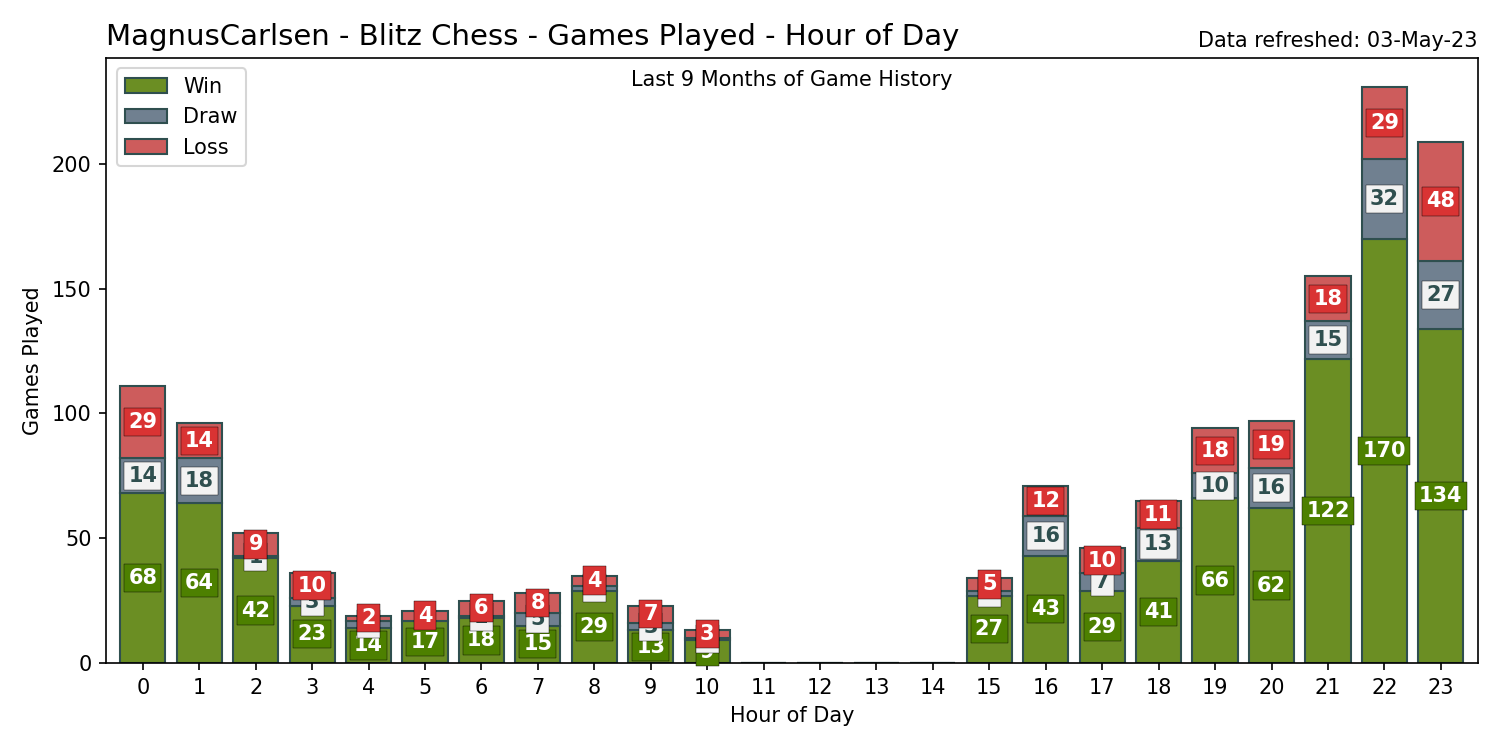 MagnusCarlsen - Blitz Chess - Games Played - Hour of Day
Data refreshed: 03-May-23
Last 9 Months of Game History
Win
Draw
Loss
Games Played
200
150
100
50
0
29 14 68
14 18 64
9 1 42
10 3 23
2 14
4 17
6 18
8 5 15
4 29
7 3 13
3 9
5 27
12 16 43
10 7 29
11 13 41
18 10 66
19 16 62
18 15 122
29 32 170
48 27 134
0 1 2 3 4 5 6 7 8 9 10 11 12 13 14 15 16 17 18 19 20 21 22 23
Hour of Day